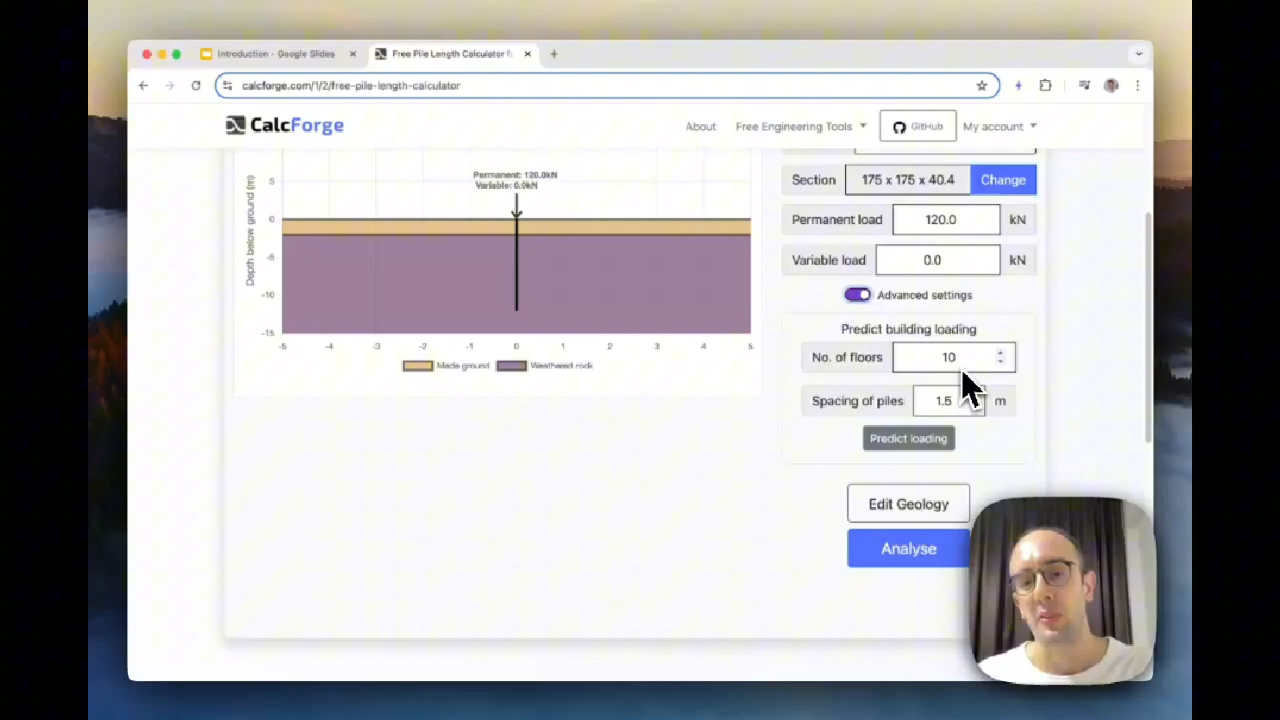 Introduction - Google Slides
Free Pile Length Calculator
calcforge.com/1/2/free-pile-length-calculator
CalcForge
About
Free Engineering Tools
GitHub
My account
Permanent: 120.0kN
Variable: 0.0kN
Depth below ground (m)
5
0
-5
-10
-15
-5
-4
-3
-2
-1
0
1
2
3
4
5
Made ground
Weathered rock
Section
175 x 175 x 40.4
Change
Permanent load
120.0
kN
Variable load
0.0
kN
Advanced settings
Predict building loading
No. of floors
10
Spacing of piles
1.5
m
Predict loading
Edit Geology
Analyse